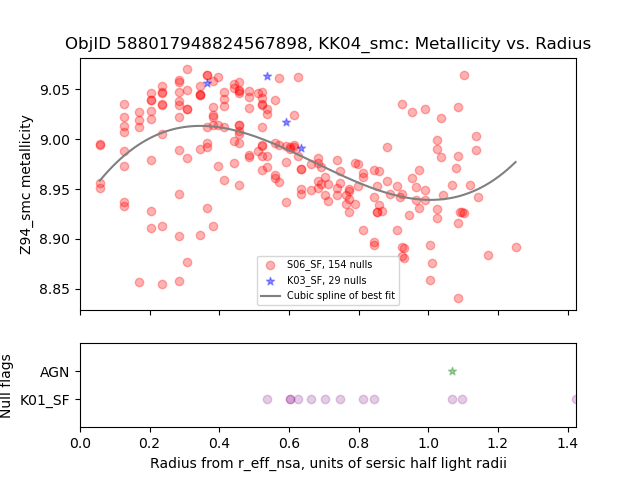 ObjID 588017948824567898, KK04_smc: Metallicity vs. Radius
Z94_smc metallicity
9.05
9.00
8.95
8.90
8.85
S06_SF, 154 nulls
K03_SF, 29 nulls
Cubic spline of best fit
Null flags
AGN
K01_SF
0.0 0.2 0.4 0.6 0.8 1.0 1.2 1.4
Radius from r_eff_nsa, units of sersic half light radii